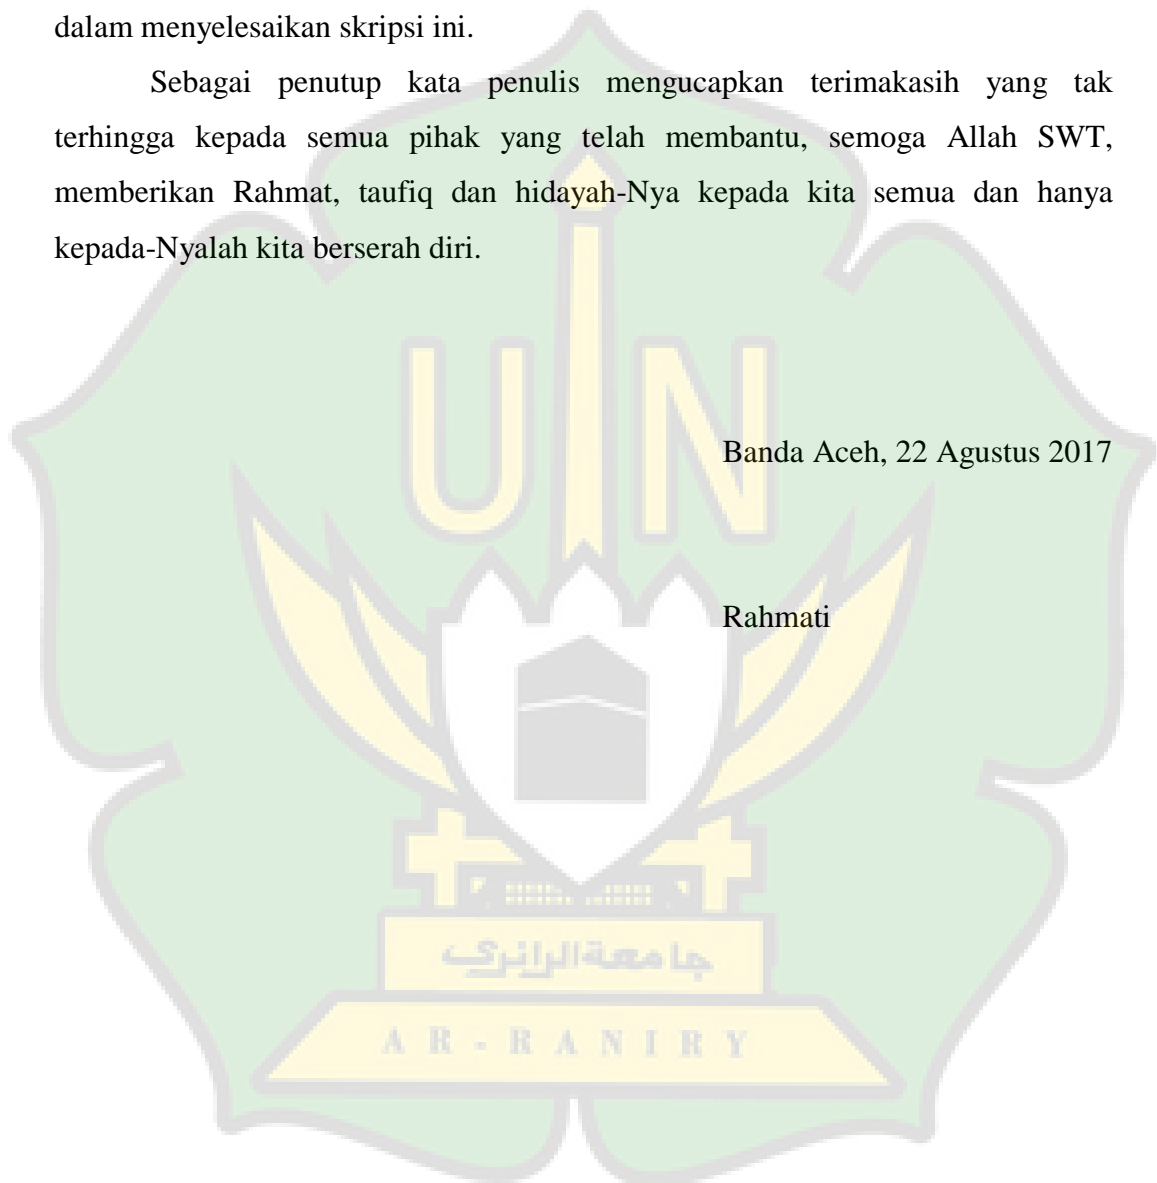 dalam menyelesaikan skripsi ini.
Sebagai penutup kata penulis mengucapkan terimakasih yang tak
terhingga kepada semua pihak yang telah membantu, semoga Allah SWT,
memberikan Rahmat, taufiq dan hidayah-Nya kepada kita semua dan hanya
kepada-Nyalah kita berserah diri.
UIN
Banda Aceh, 22 Agustus 2017
Rahmati
جامعةالرانري
AR-RANIRY